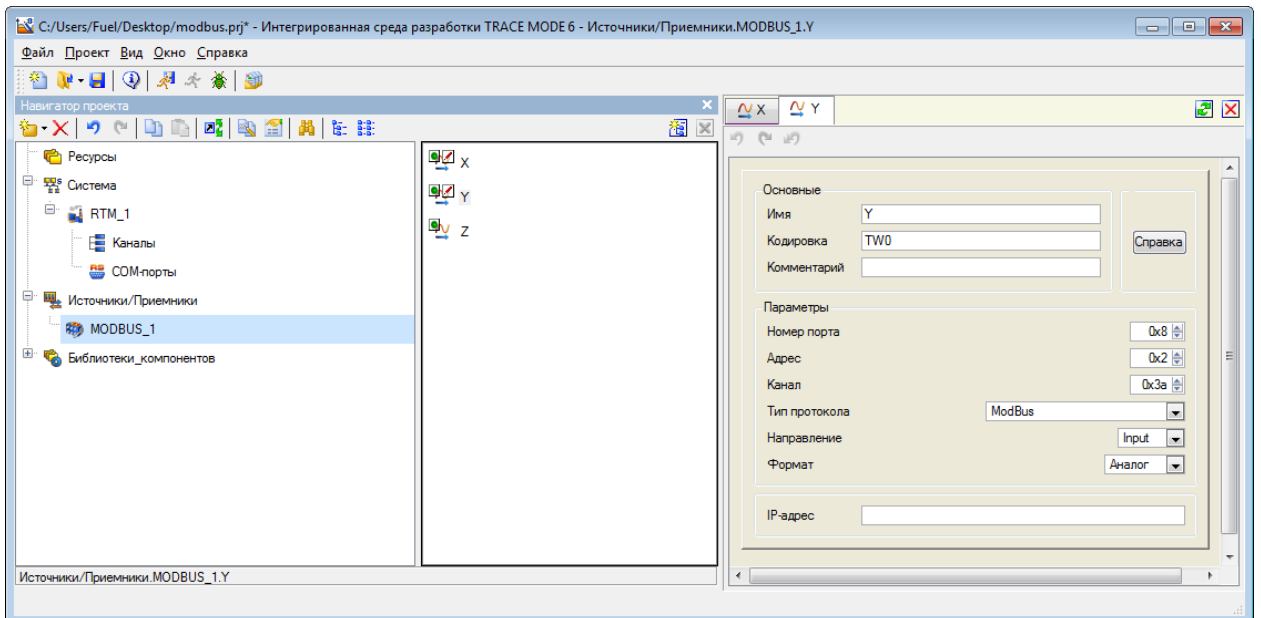 C:/Users/Fuel/Desktop/modbus.prj* - Интегрированная среда разработки TRACE MODE 6 - Источники/Приемники.MODBUS_1.Y
Файл Проект Вид Окно Справка
Навигатор проекта
Ресурсы
Система
RTM_1
Каналы
COM-порты
Источники/Приемники
MODBUS_1
Библиотеки_компонентов
X
Y
Z
X Y
Основные
Имя Y
Кодировка TW0
Комментарий
Справка
Параметры
Номер порта 0x8
Адрес 0x2
Канал 0x3a
Тип протокола ModBus
Направление Input
Формат Аналог
IP-адрес
Источники/Приемники.MODBUS_1.Y